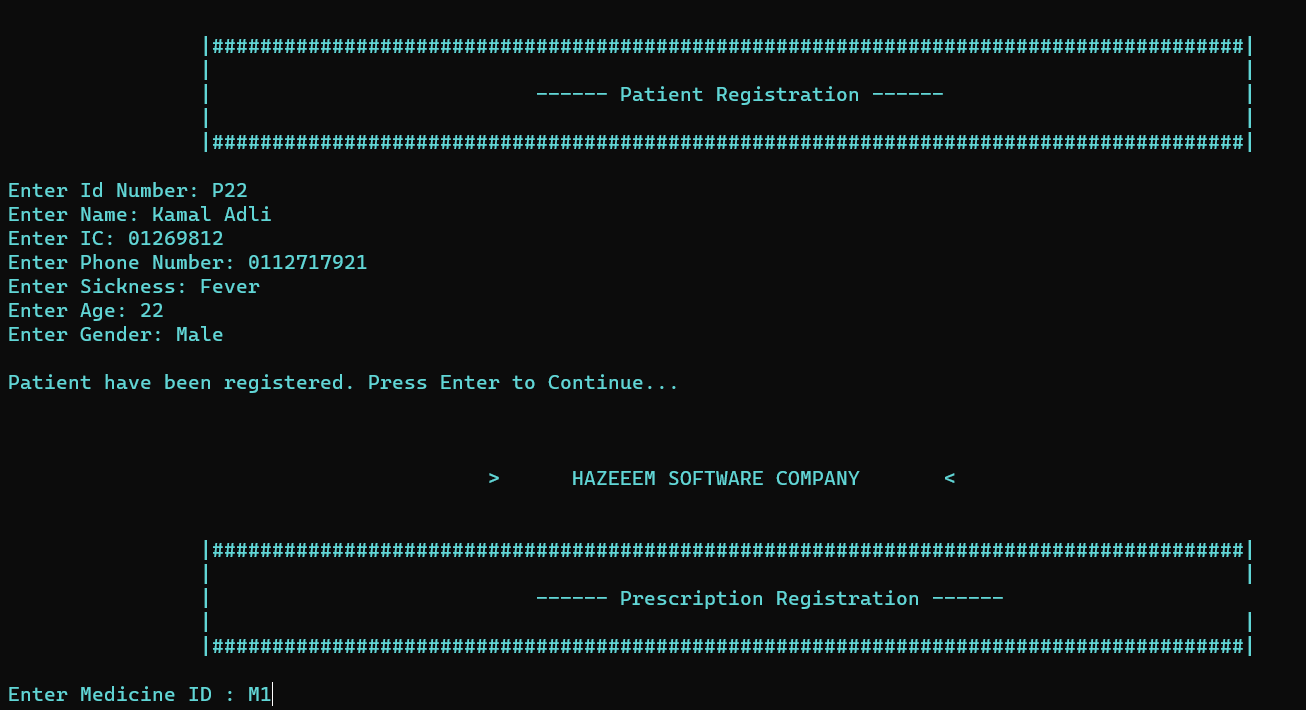 |######################################################################################|
|                                                                                      |
|                           ------ Patient Registration ------                         |
|                                                                                      |
|######################################################################################|
Enter Id Number: P22
Enter Name: Kamal Adli
Enter IC: 01269812
Enter Phone Number: 0112717921
Enter Sickness: Fever
Enter Age: 22
Enter Gender: Male
Patient have been registered. Press Enter to Continue...
>      HAZEEEM SOFTWARE COMPANY       <
|######################################################################################|
|                                                                                      |
|                           ------ Prescription Registration ------
|                                                                                      |
|######################################################################################|
Enter Medicine ID : M1